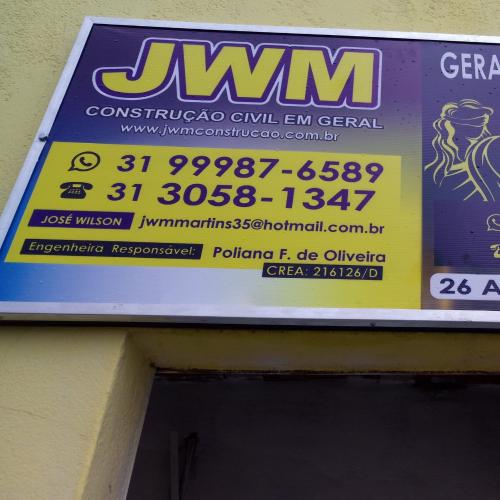 JWM
CONSTRUÇÃO CIVIL EM GERAL
www.jwmconstrucao.com.br
31 99987-6589
31 3058-1347
JOSÉ WILSON jwmmartins35@hotmail.com.br
Engenheira Responsável: Poliana F. de Oliveira
CREA: 216126/D
GERA
26 A